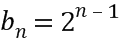 bₙ = 2ⁿ ⁻ ¹